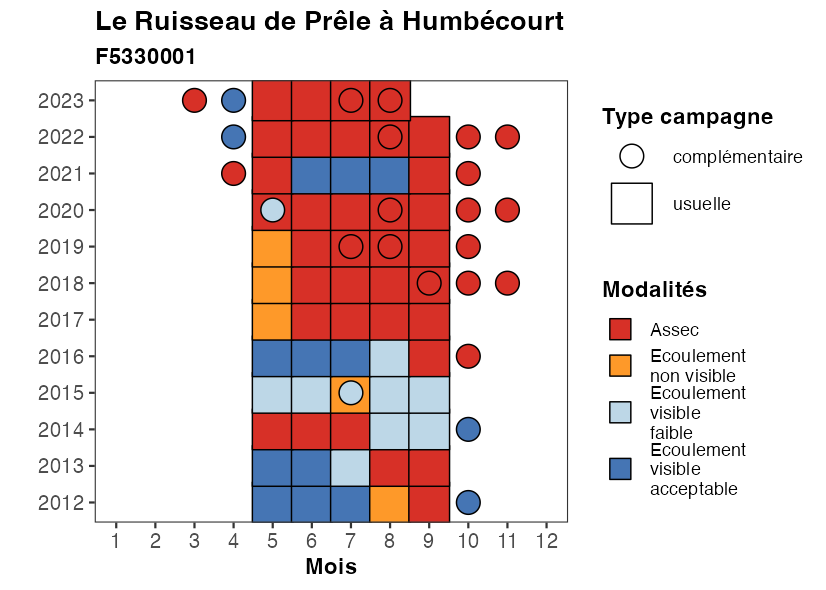 Le Ruisseau de Prêle à Humbécourt
F5330001
2023
2022
2021
2020
2019
2018
2017
2016
2015
2014
2013
2012
1 2 3 4 5 6 7 8 9 10 11 12
Mois
Type campagne
complémentaire
usuelle
Modalités
Assec
Ecoulement
non visible
Ecoulement
visible
faible
Ecoulement
visible
acceptable